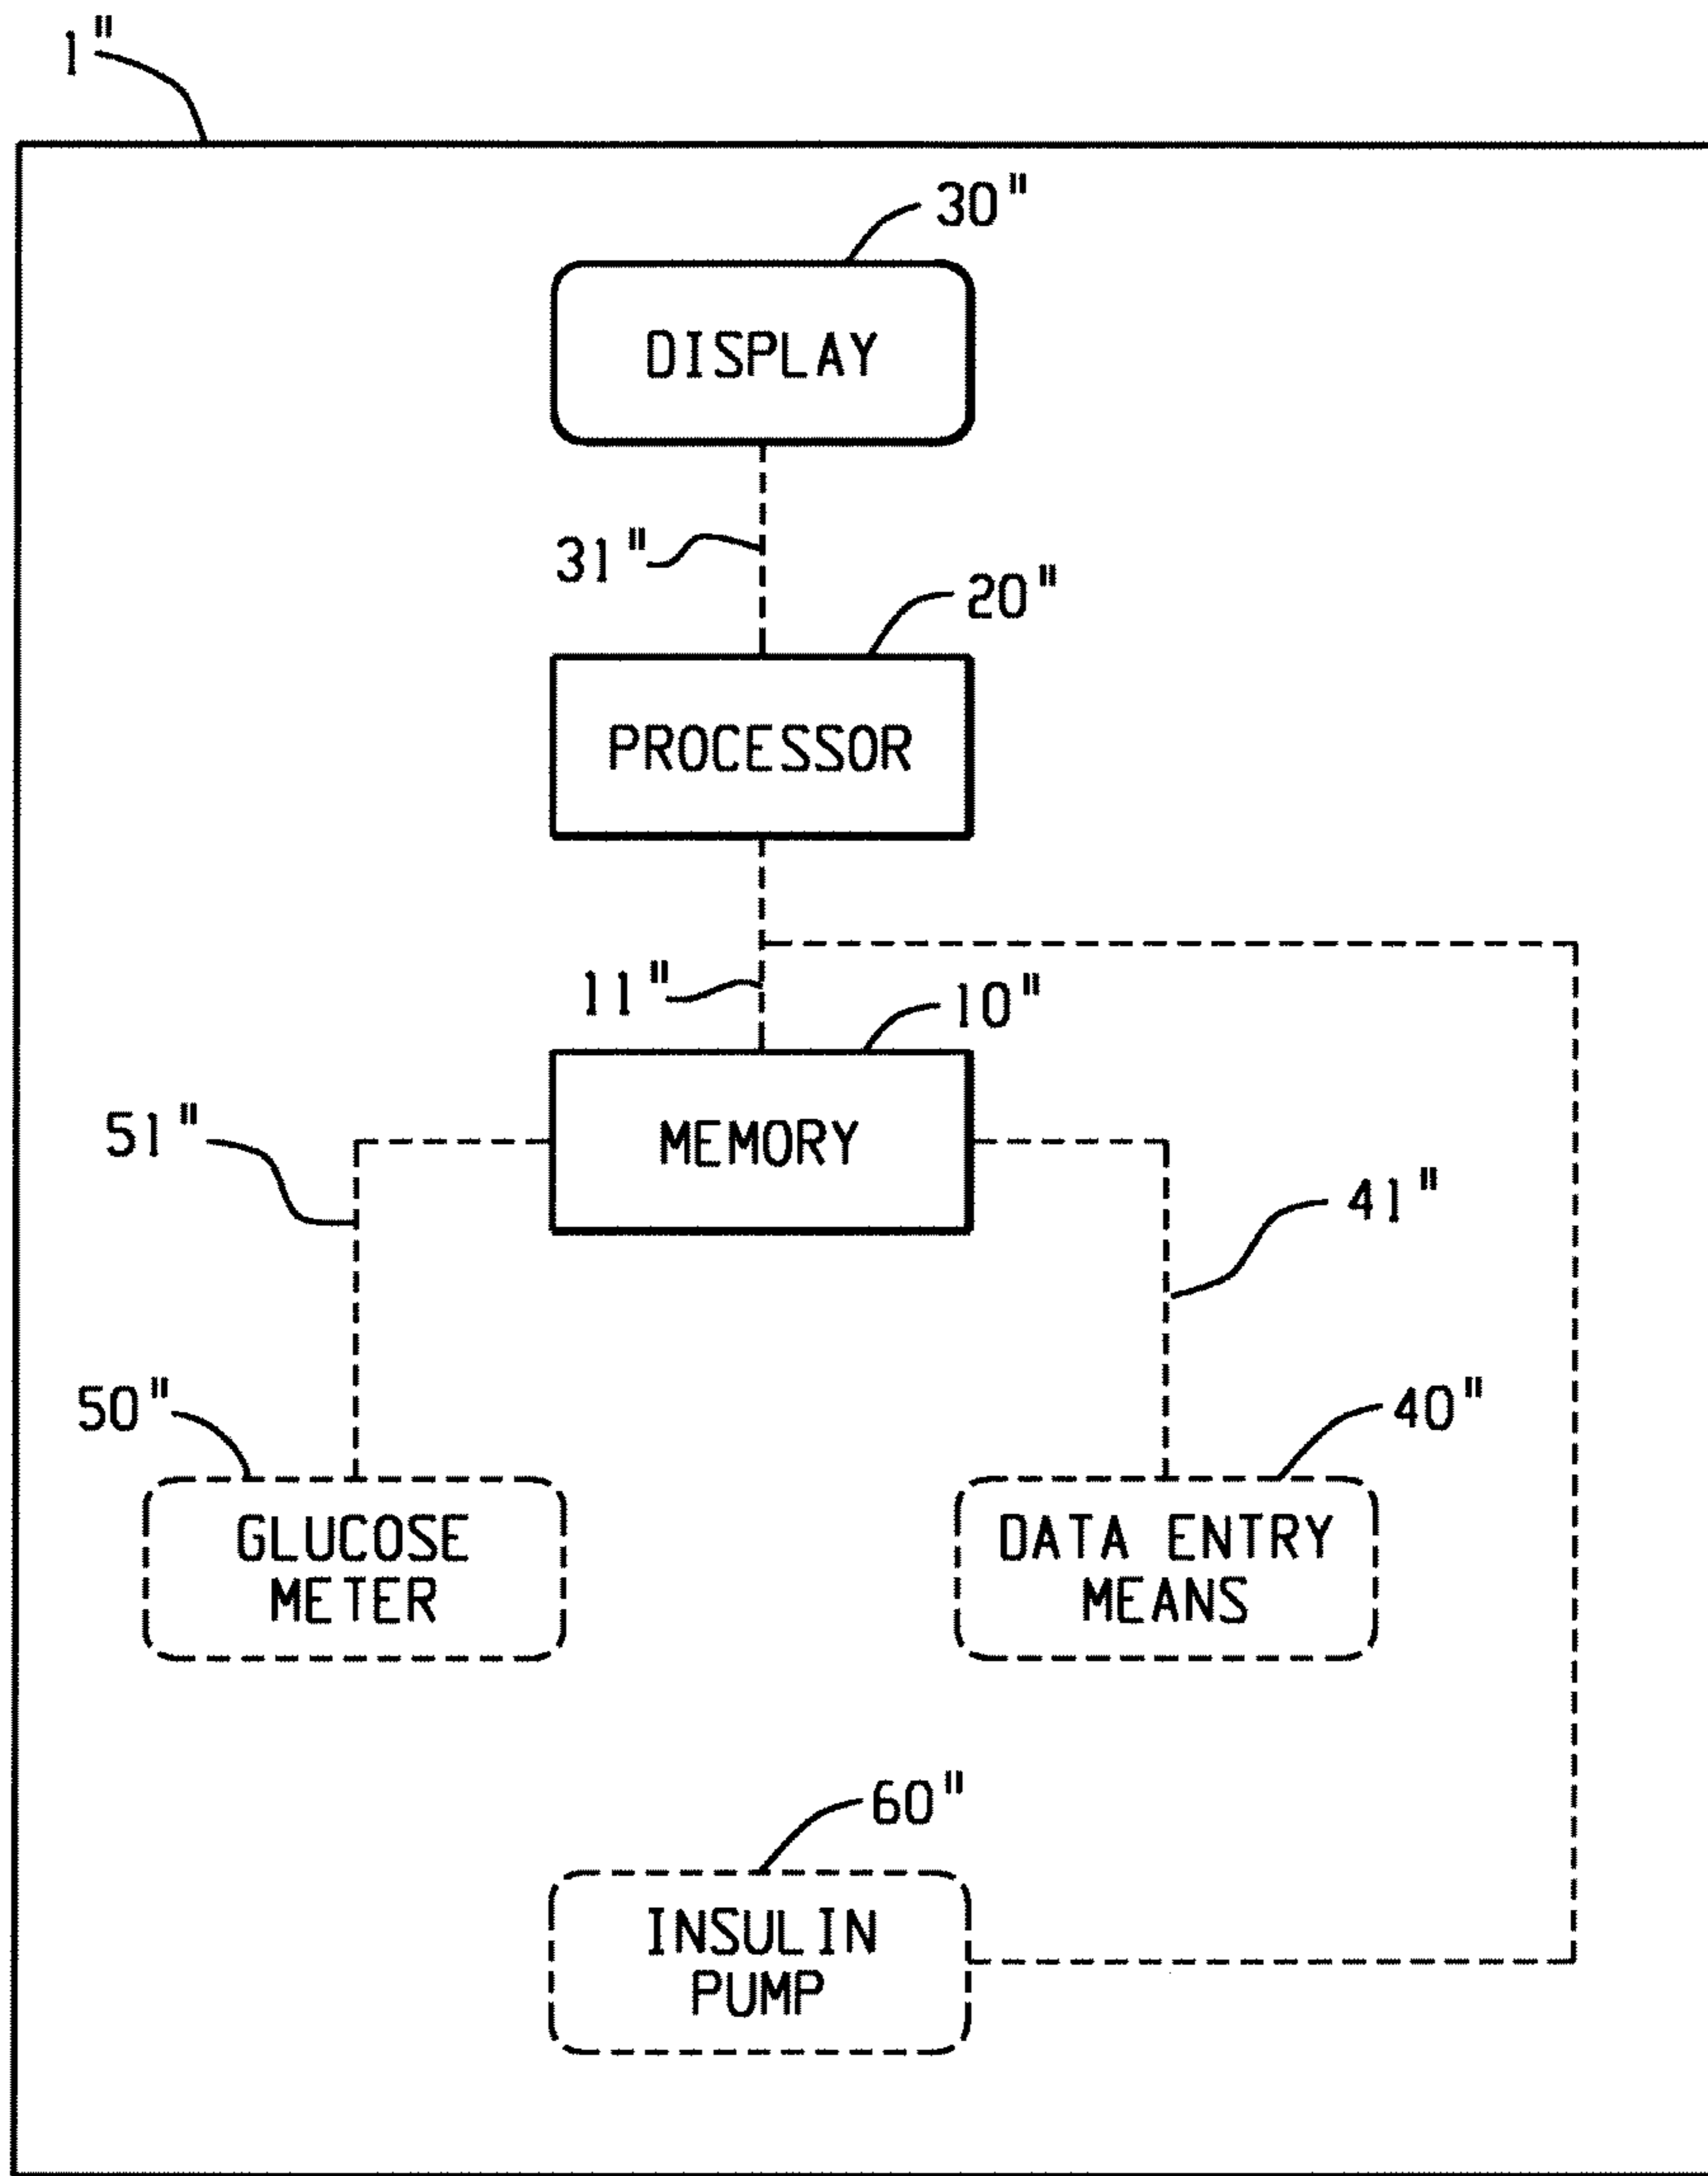 1"
30"
DISPLAY
31"
20"
PROCESSOR
11"
10"
51"
MEMORY
41"
50"
40"
GLUCOSE
METER
DATA ENTRY
MEANS
60"
INSULIN
PUMP